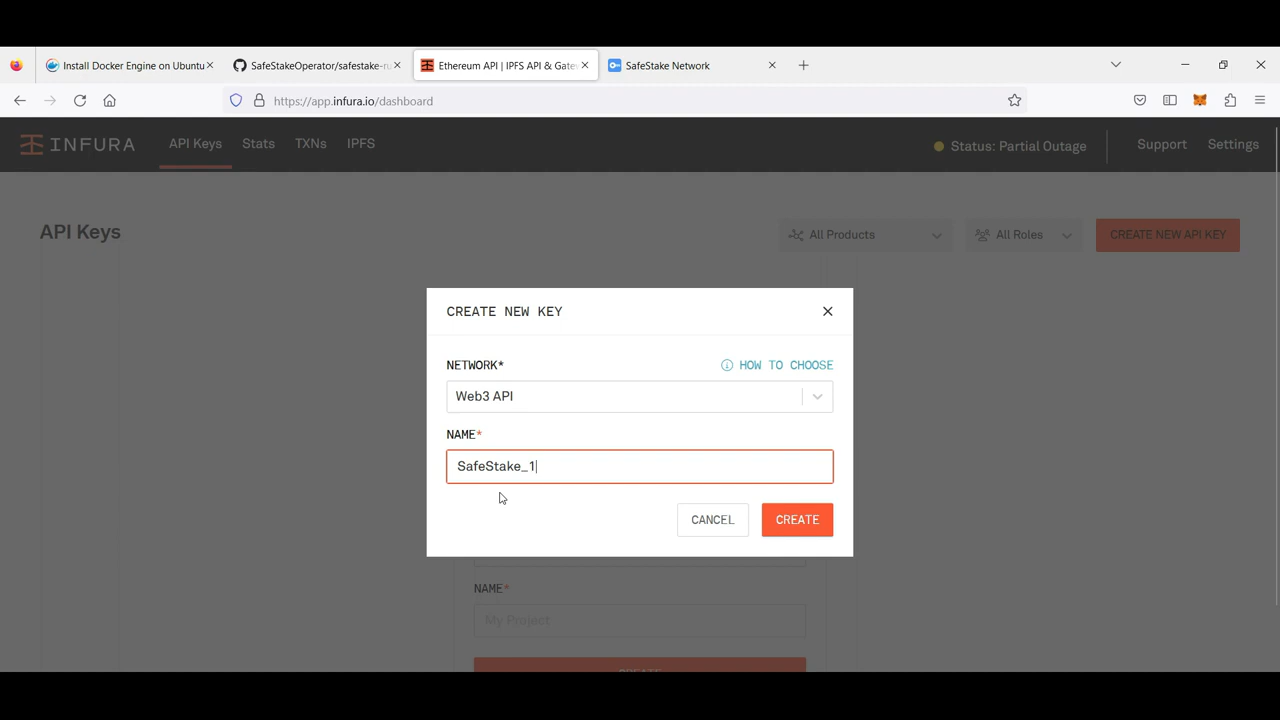 Install Docker Engine on Ubuntu
SafeStakeOperator/safestake-ru
Ethereum API | IPFS API & Gate
SafeStake Network
https://app.infura.io/dashboard
INFURA
API Keys
Stats
TXNs
IPFS
Status: Partial Outage
Support
Settings
API Keys
All Products
All Roles
CREATE NEW API KEY
CREATE NEW KEY
NETWORK*
HOW TO CHOOSE
Web3 API
NAME*
SafeStake_1
CANCEL
CREATE
NAME*
My Project
CREATE